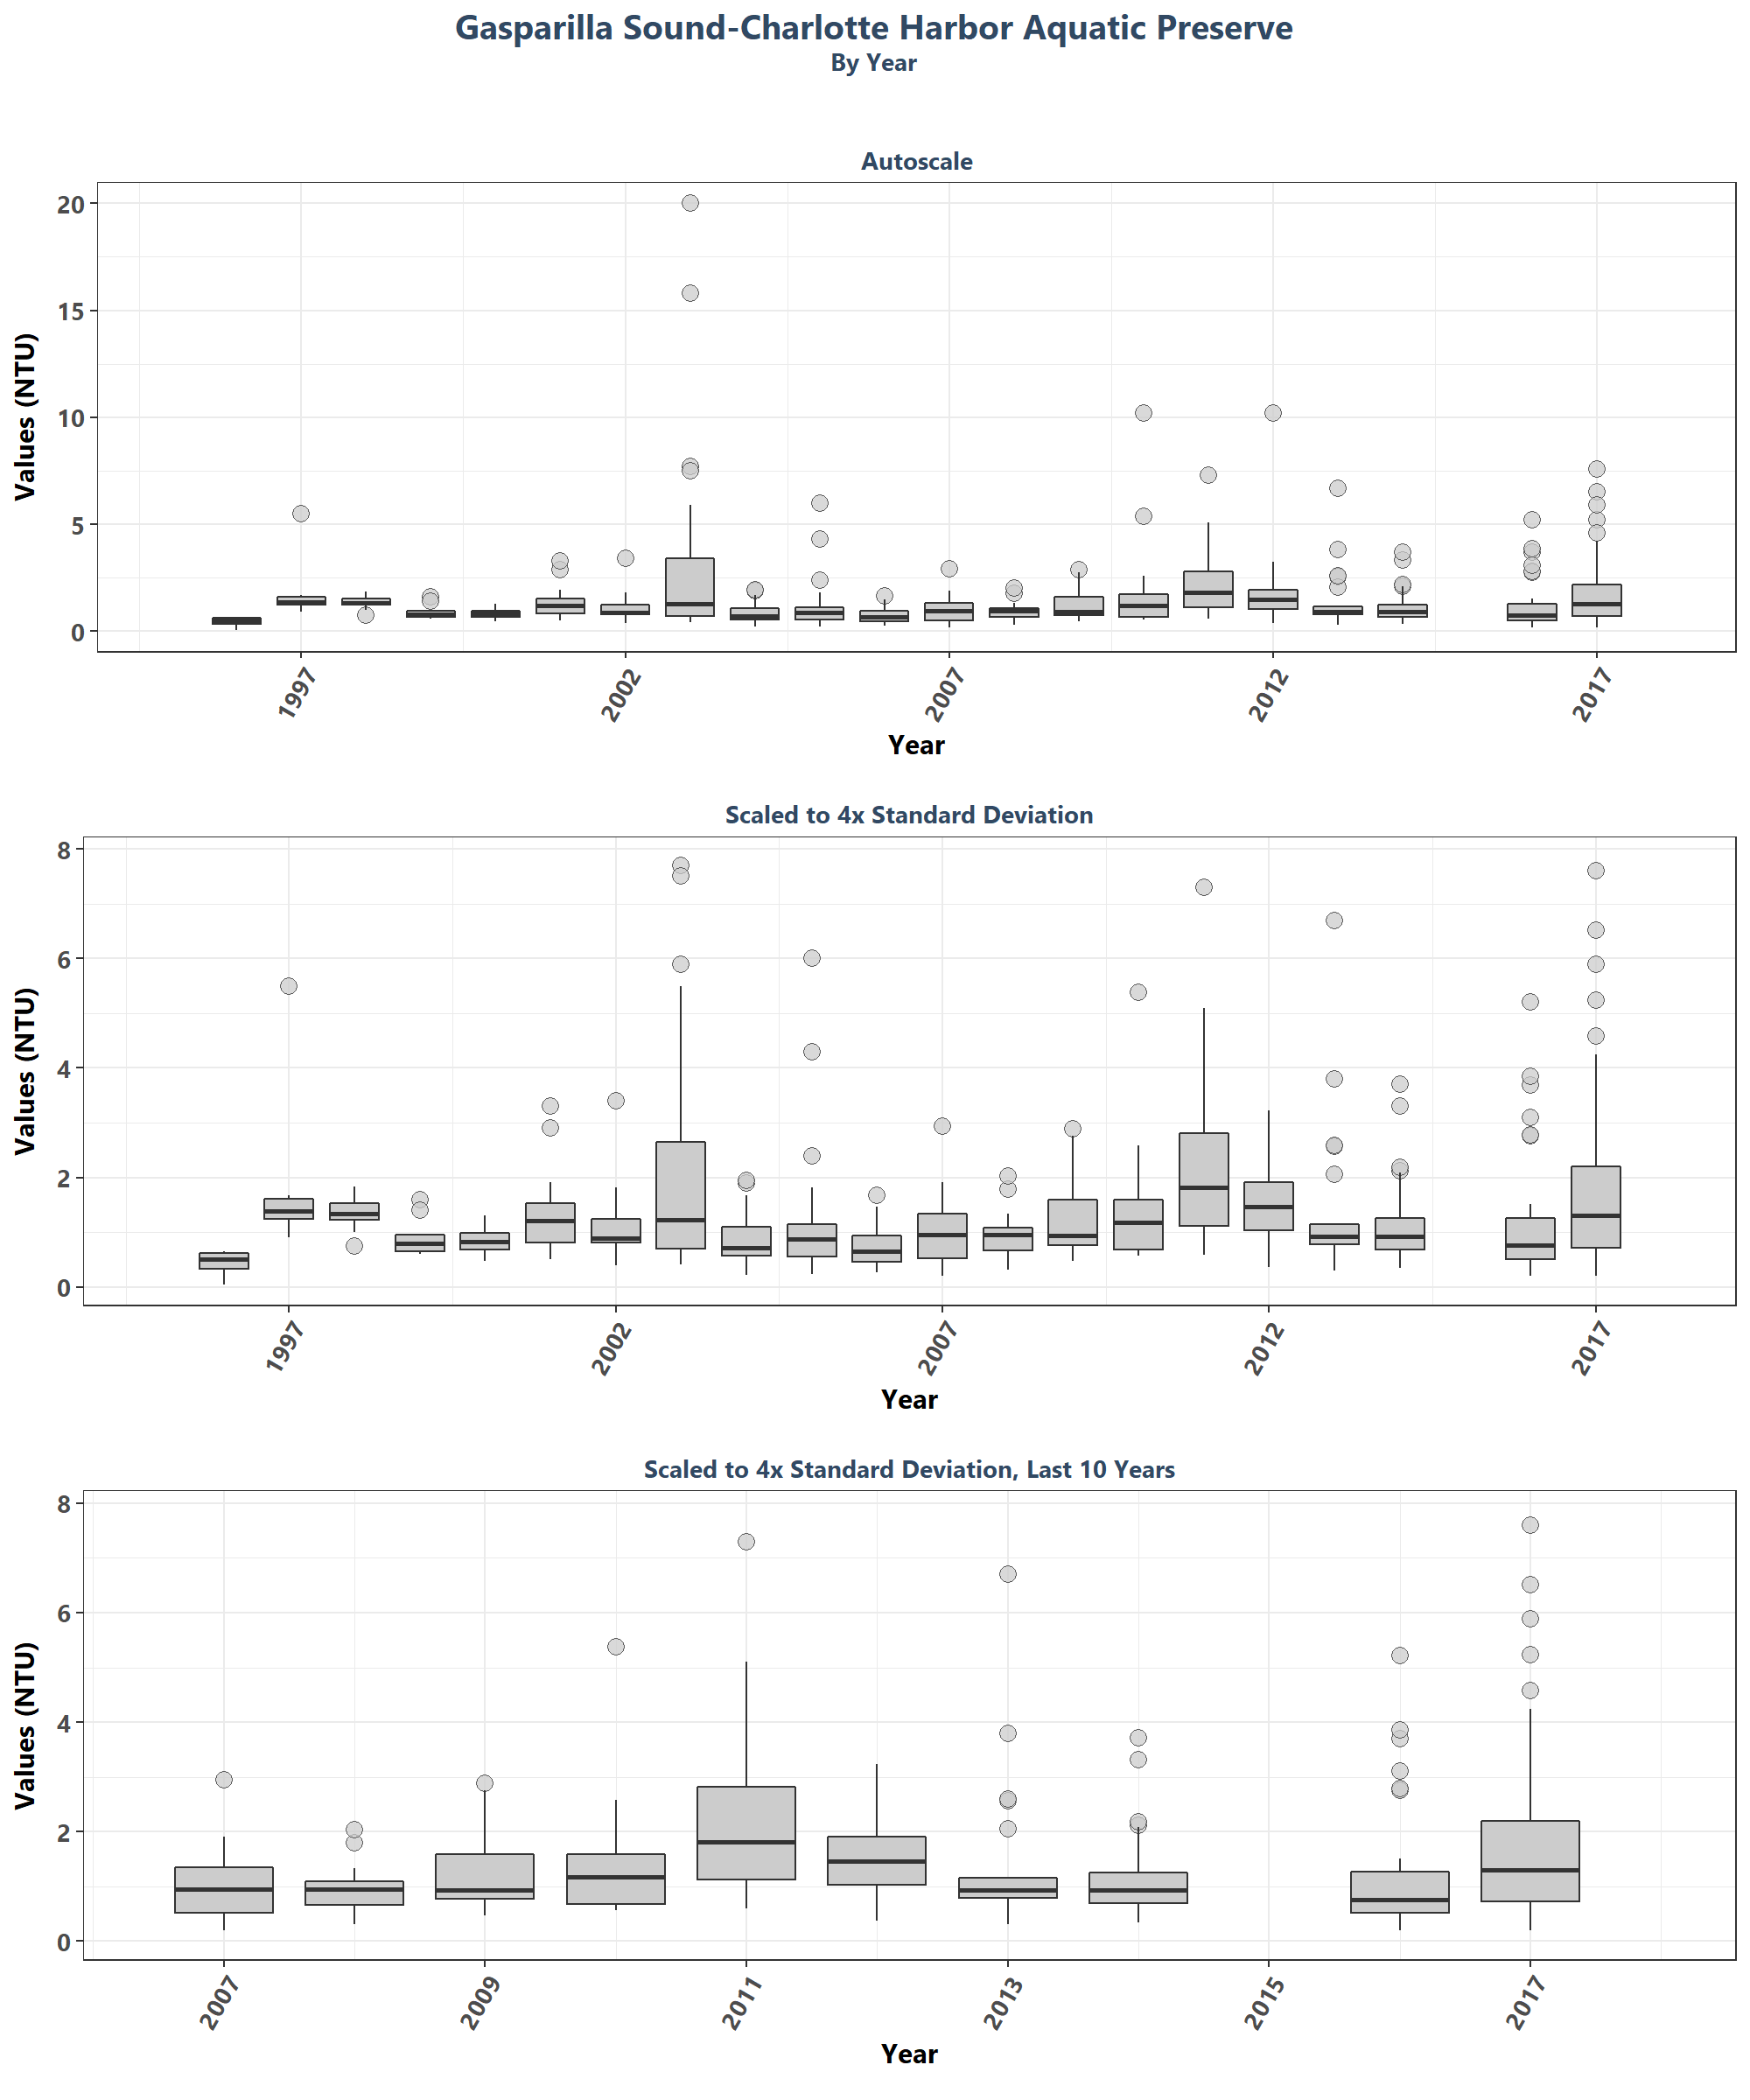 Gasparilla Sound-Charlotte Harbor Aquatic Preserve
By Year
Autoscale
20
15
10
5
0
Values (NTU)
1997
2002
2007
2012
2017
Year
Scaled to 4x Standard Deviation
8
6
4
2
0
Values (NTU)
1997
2002
2007
2012
2017
Year
Scaled to 4x Standard Deviation, Last 10 Years
8
6
4
2
0
Values (NTU)
2007
2009
2011
2013
2015
2017
Year